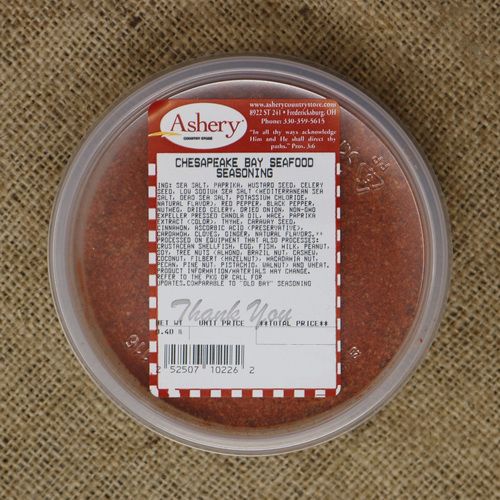 www.asherycountrystore.com
8922 ST 241 • Fredericksburg, OH
Phone: 330-359-5615
"In all thy ways acknowledge
Him and He shall direct thy
paths." Prov. 3:6
Ashery
COUNTRY STORE
CHESAPEAKE BAY SEAFOOD
SEASONING
ING: SEA SALT, PAPRIKA, MUSTARD SEED, CELERY
SEED, LOW SODIUM SEA SALT (MEDITERRANEAN SEA
SALT, DEAD SEA SALT, POTASSIUM CHLORIDE,
NATURAL FLAVOR), RED PEPPER, BLACK PEPPER,
NUTMEG, DRIED CELERY, DRIED ONION, NON-GMO
EXPELLER PRESSED CANOLA OIL, MACE, PAPRIKA
EXTRACT (COLOR), THYME, CARAWAY SEED,
CINNAMON, ASCORBIC ACID (PRESERVATIVE),
CARDAMOM, CLOVES, GINGER, NATURAL FLAVORS.**
PROCESSED ON EQUIPMENT THAT ALSO PROCESSES:
CRUSTACEAN SHELLFISH, EGG, FISH, MILK, PEANUT,
SOY, TREE NUTS (ALMOND, BRAZIL NUT, CASHEW,
COCONUT, FILBERT (HAZELNUT), MACADAMIA NUT,
PECAN, PINE NUT, PISTACHIO, WALNUT) AND WHEAT.
PRODUCT INFORMATION/MATERIALS MAY CHANGE.
REFER TO THE PKG OR CALL FOR
UPDATES.COMPARABLE TO "OLD BAY" SEASONING
Thank You
NET WT UNIT PRICE **TOTAL PRICE**
2 52507 10226 2